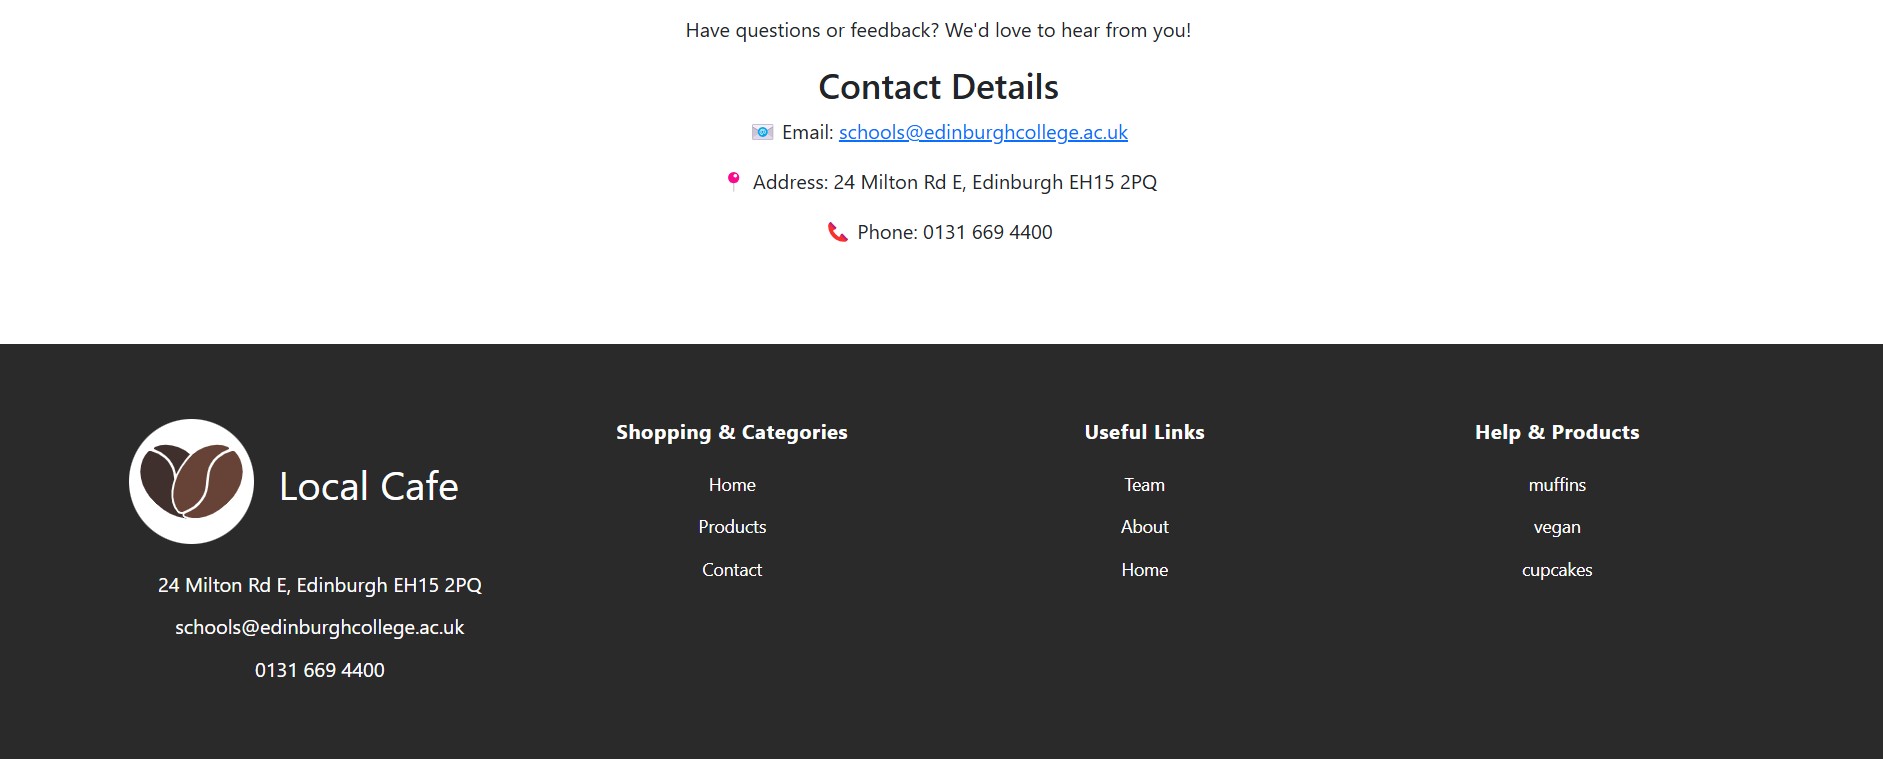 Have questions or feedback? We'd love to hear from you!
Contact Details
Email: schools@edinburghcollege.ac.uk
Address: 24 Milton Rd E, Edinburgh EH15 2PQ
Phone: 0131 669 4400
Local Cafe
24 Milton Rd E, Edinburgh EH15 2PQ
schools@edinburghcollege.ac.uk
0131 669 4400
Shopping & Categories
Home
Products
Contact
Useful Links
Team
About
Home
Help & Products
muffins
vegan
cupcakes